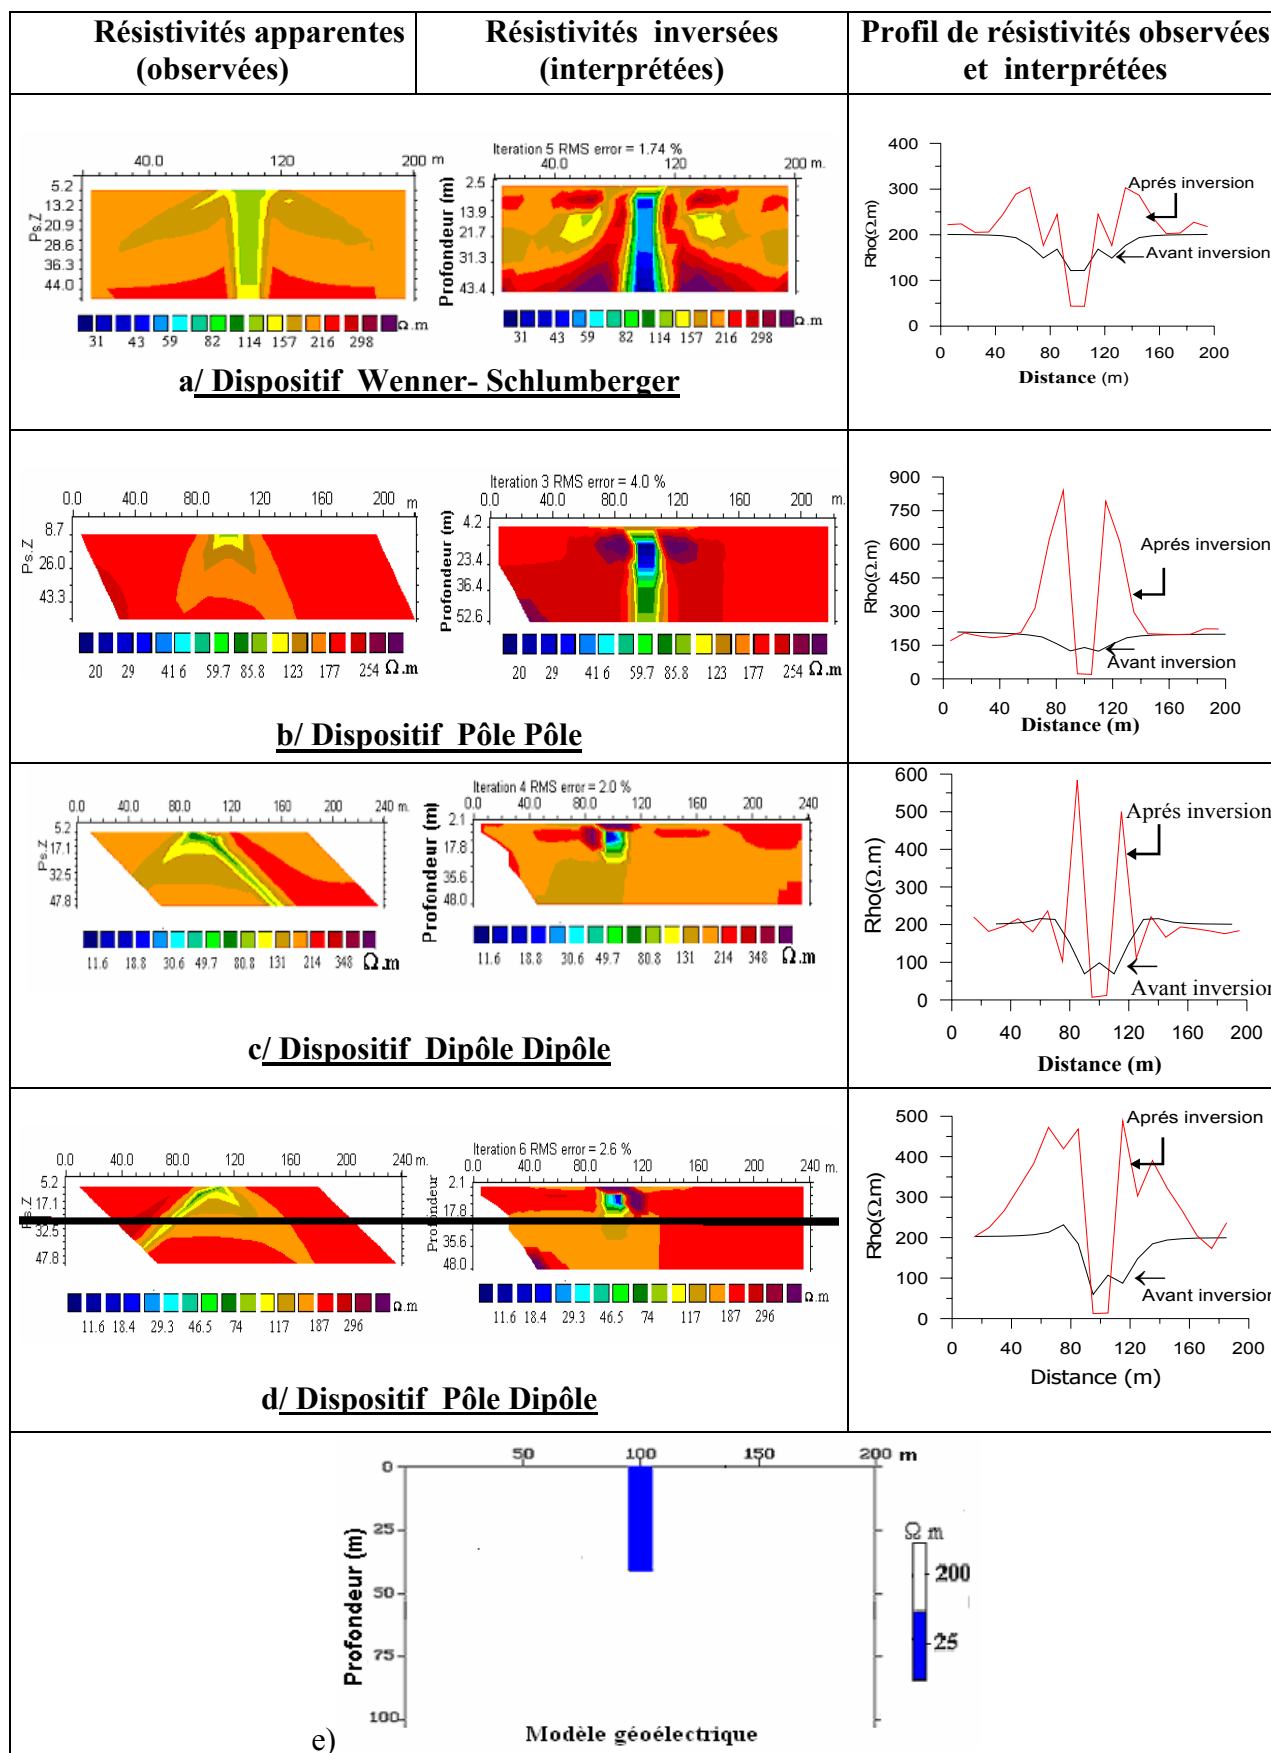 Résistivités apparentes
(observées)
Résistivités inversées
(interprétées)
Profil de résistivités observées
et interprétées
40.0 120 200 m
Ps.Z
5.2
13.2
20.9
28.6
36.3
44.0
31 43 59 82 114 157 216 298 Ω.m
Iteration 5 RMS error = 1.74 %
40.0 120 200 m.
Profondeur (m)
2.5
13.9
21.7
31.3
43.4
31 43 59 82 114 157 216 298 Ω.m
a/ Dispositif Wenner- Schlumberger
Rho(Ω.m)
400
300
200
100
0
Aprés inversion
Avant inversion
0 40 80 120 160 200
Distance (m)
0.0 40.0 80.0 120 160 200 m.
Ps.Z
8.7
26.0
43.3
20 29 41.6 59.7 85.8 123 177 254 Ω.m
Iteration 3 RMS error = 4.0 %
0.0 40.0 80.0 120 160 200 m.
Profondeur (m)
4.2
23.4
36.4
52.6
20 29 41.6 59.7 85.8 123 177 254 Ω.m
b/ Dispositif Pôle Pôle
Rho(Ω.m)
900
750
600
450
300
150
0
Aprés inversion
Avant inversion
0 40 80 120 160 200
Distance (m)
0.0 40.0 80.0 120 160 200 240 m.
Ps.Z
5.2
17.1
32.5
47.8
11.6 18.8 30.6 49.7 80.8 131 214 348 Ω.m
Iteration 4 RMS error = 2.0 %
0.0 40.0 80.0 120 160 200 240
Profondeur (m)
2.1
17.8
35.6
48.0
11.6 18.8 30.6 49.7 80.8 131 214 348 Ω.m
c/ Dispositif Dipôle Dipôle
Rho(Ω.m)
600
500
400
300
200
100
0
Aprés inversion
Avant inversion
0 40 80 120 160 200
Distance (m)
0.0 40.0 80.0 120 160 200 240 m.
Ps.Z
5.2
17.1
32.5
47.8
11.6 18.4 29.3 46.5 74 117 187 296 Ω.m
Iteration 6 RMS error = 2.6 %
0.0 40.0 80.0 120 160 200 240 m.
Profondeur
2.1
17.8
35.6
48.0
11.6 18.4 29.3 46.5 74 117 187 296 Ω.m
d/ Dispositif Pôle Dipôle
Rho(Ωm)
500
400
300
200
100
0
Aprés inversion
Avant inversion
0 40 80 120 160 200
Distance (m)
50 100 150 200 m
Profondeur (m)
0
25
50
75
100
Ω m
200
25
e) Modèle géoélectrique